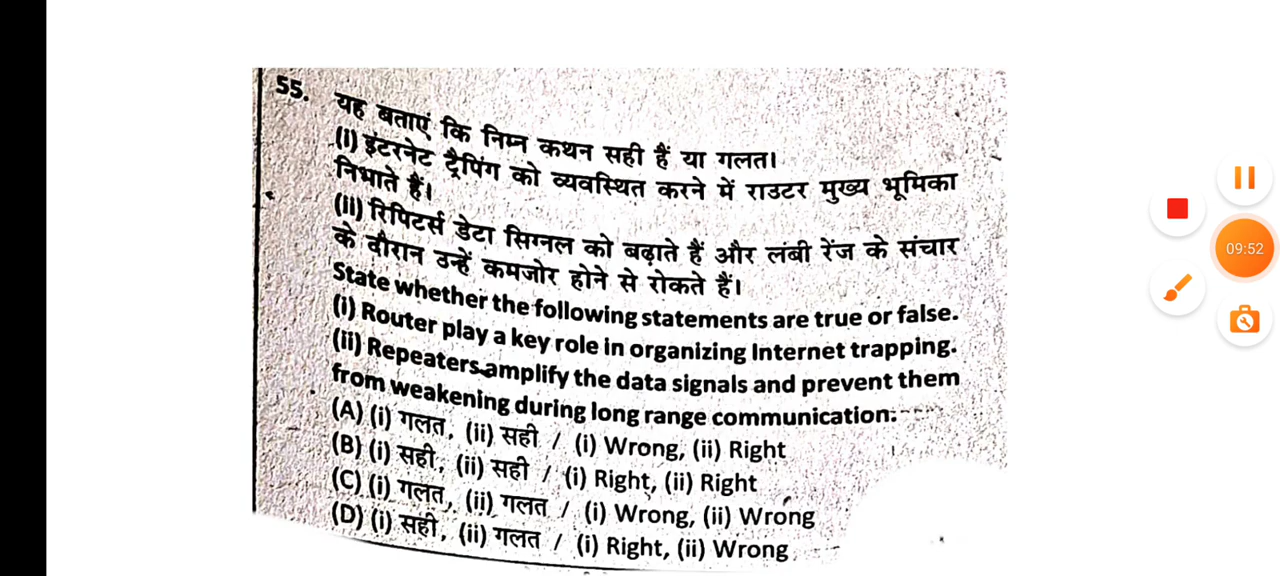 55. यह बताएं कि निम्न कथन सही हैं या गलत।
(i) इंटरनेट ट्रैपिंग को व्यवस्थित करने में राउटर मुख्य भूमिका
निभाते हैं।
(ii) रिपिटर्स डेटा सिग्नल को बढ़ाते हैं और लंबी रेंज के संचार
के दौरान उन्हें कमजोर होने से रोकते हैं।
State whether the following statements are true or false.
(i) Router play a key role in organizing Internet trapping.
(ii) Repeaters amplify the data signals and prevent them
from weakening during long range communication.
(A) (i) गलत, (ii) सही / (i) Wrong, (ii) Right
(B) (i) सही, (ii) सही / (i) Right, (ii) Right
(C) (i) गलत, (ii) गलत / (i) Wrong, (ii) Wrong
(D) (i) सही, (ii) गलत / (i) Right, (ii) Wrong
09:52